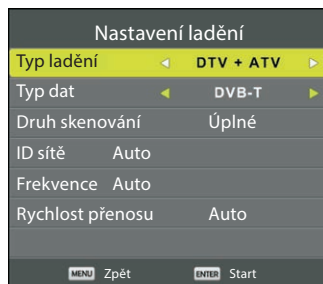 Nastavení ladění
Typ ladění DTV + ATV
Typ dat DVB-T
Druh skenování Úplné
ID sítě Auto
Frekvence Auto
Rychlost přenosu Auto
MENU Zpět ENTER Start